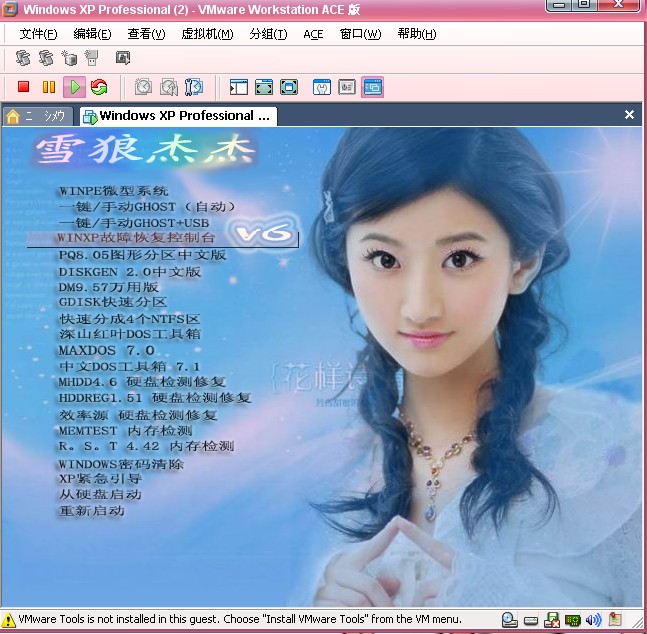 Windows XP Professional (2) - VMware Workstation ACE 版
文件(F) 编辑(E) 查看(V) 虚拟机(M) 分组(T) ACE 窗口(W) 帮助(H)
Windows XP Professional ...
雪狼杰杰
WINPE微型系统
一键/手动GHOST（自动）
一键/手动GHOST+USB
WINXP故障恢复控制台
V6
PQ8.05图形分区中文版
DISKGEN 2.0中文版
DM9.57万用版
GDISK快速分区
快速分成4个NTFS区
深山红叶DOS工具箱
MAXDOS 7.0
中文DOS工具箱 7.1
MHDD4.6 硬盘检测修复
HDDREG1.51 硬盘检测修复
效率源 硬盘检测修复
MEMTEST 内存检测
R。S。T 4.42 内存检测
WINDOWS密码清除
XP紧急引导
从硬盘启动
重新启动
花样
VMware Tools is not installed in this guest. Choose "Install VMware Tools" from the VM menu.